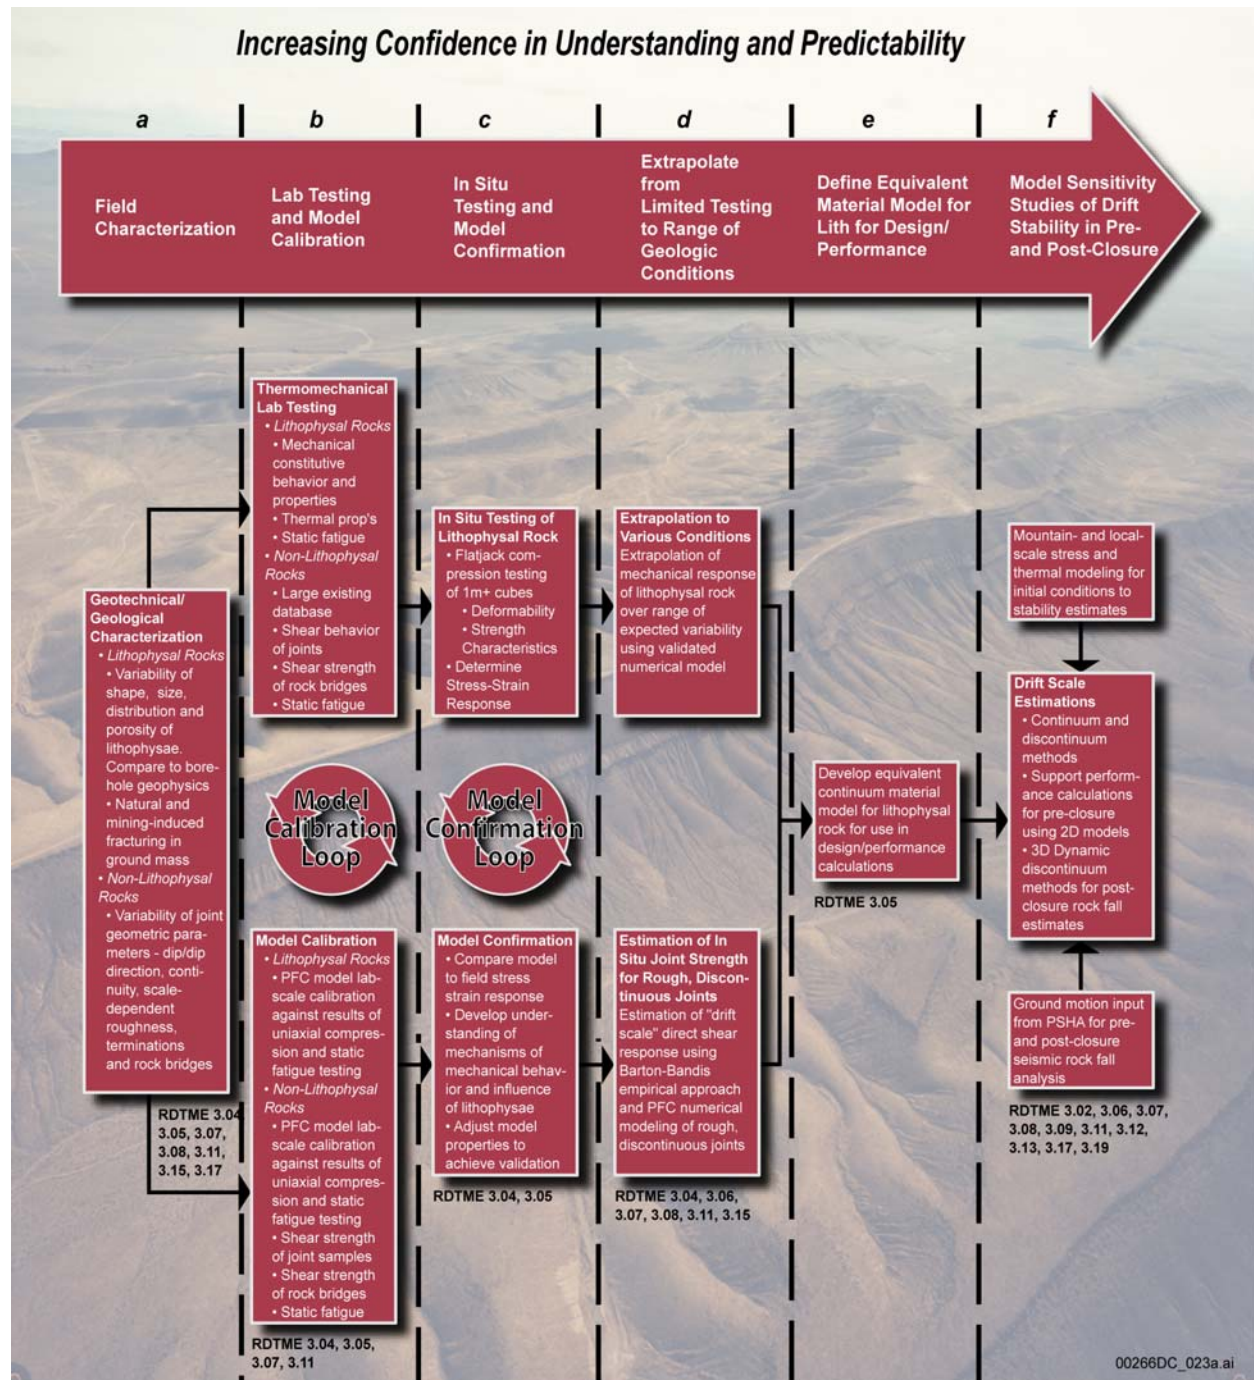 Increasing Confidence in Understanding and Predictability
a
b
c
d
e
f
Field
Characterization
Lab Testing
and Model
Calibration
In Situ
Testing and
Model
Confirmation
Extrapolate
from
Limited Testing
to Range of
Geologic
Conditions
Define Equivalent
Material Model for
Lith for Design/
Performance
Model Sensitivity
Studies of Drift
Stability in Pre-
and Post-Closure
Geotechnical/
Geological
Characterization
• Lithophysal Rocks
• Variability of
shape, size,
distribution and
porosity of
lithophysae.
Compare to bore-
hole geophysics
• Natural and
mining-induced
fracturing in
ground mass
• Non-Lithophysal
Rocks
• Variability of joint
geometric para-
meters - dip/dip
direction, conti-
nuity, scale-
dependent
roughness,
terminations
and rock bridges
RDTME 3.04,
3.05, 3.07,
3.08, 3.11,
3.15, 3.17
Thermomechanical
Lab Testing
• Lithophysal Rocks
• Mechanical
constitutive
behavior and
properties
• Thermal prop's
• Static fatigue
• Non-Lithophysal
Rocks
• Large existing
database
• Shear behavior
of joints
• Shear strength
of rock bridges
• Static fatigue
Model
Calibration
Loop
Model Calibration
• Lithophysal Rocks
• PFC model lab-
scale calibration
against results of
uniaxial compres-
sion and static
fatigue testing
• Non-Lithophysal
Rocks
• PFC model lab-
scale calibration
against results of
uniaxial compres-
sion and static
fatigue testing
• Shear strength
of joint samples
• Shear strength
of rock bridges
• Static fatigue
RDTME 3.04, 3.05,
3.07, 3.11
In Situ Testing of
Lithophysal Rock
• Flatjack com-
pression testing
of 1m+ cubes
• Deformability
• Strength
Characteristics
• Determine
Stress-Strain
Response
Model
Confirmation
Loop
Model Confirmation
• Compare model
to field stress
strain response
• Develop under-
standing of
mechanisms of
mechanical behav-
ior and influence
of lithophysae
• Adjust model
properties to
achieve validation
RDTME 3.04, 3.05
Extrapolation to
Various Conditions
Extrapolation of
mechanical response
of lithophysal rock
over range of
expected variability
using validated
numerical model
Estimation of In
Situ Joint Strength
for Rough, Discon-
tinuous Joints
Estimation of "drift
scale" direct shear
response using
Barton-Bandis
empirical approach
and PFC numerical
modeling of rough,
discontinuous joints
RDTME 3.04, 3.06,
3.07, 3.08, 3.11, 3.15
Develop equivalent
continuum material
model for lithophysal
rock for use in
design/performance
calculations
RDTME 3.05
Mountain- and local-
scale stress and
thermal modeling for
initial conditions to
stability estimates
Drift Scale
Estimations
• Continuum and
discontinuum
methods
• Support perform-
ance calculations
for pre-closure
using 2D models
• 3D Dynamic
discontinuum
methods for post-
closure rock fall
estimates
Ground motion input
from PSHA for pre-
and post-closure
seismic rock fall
analysis
RDTME 3.02, 3.06, 3.07,
3.08, 3.09, 3.11, 3.12,
3.13, 3.17, 3.19
00266DC_023a.ai